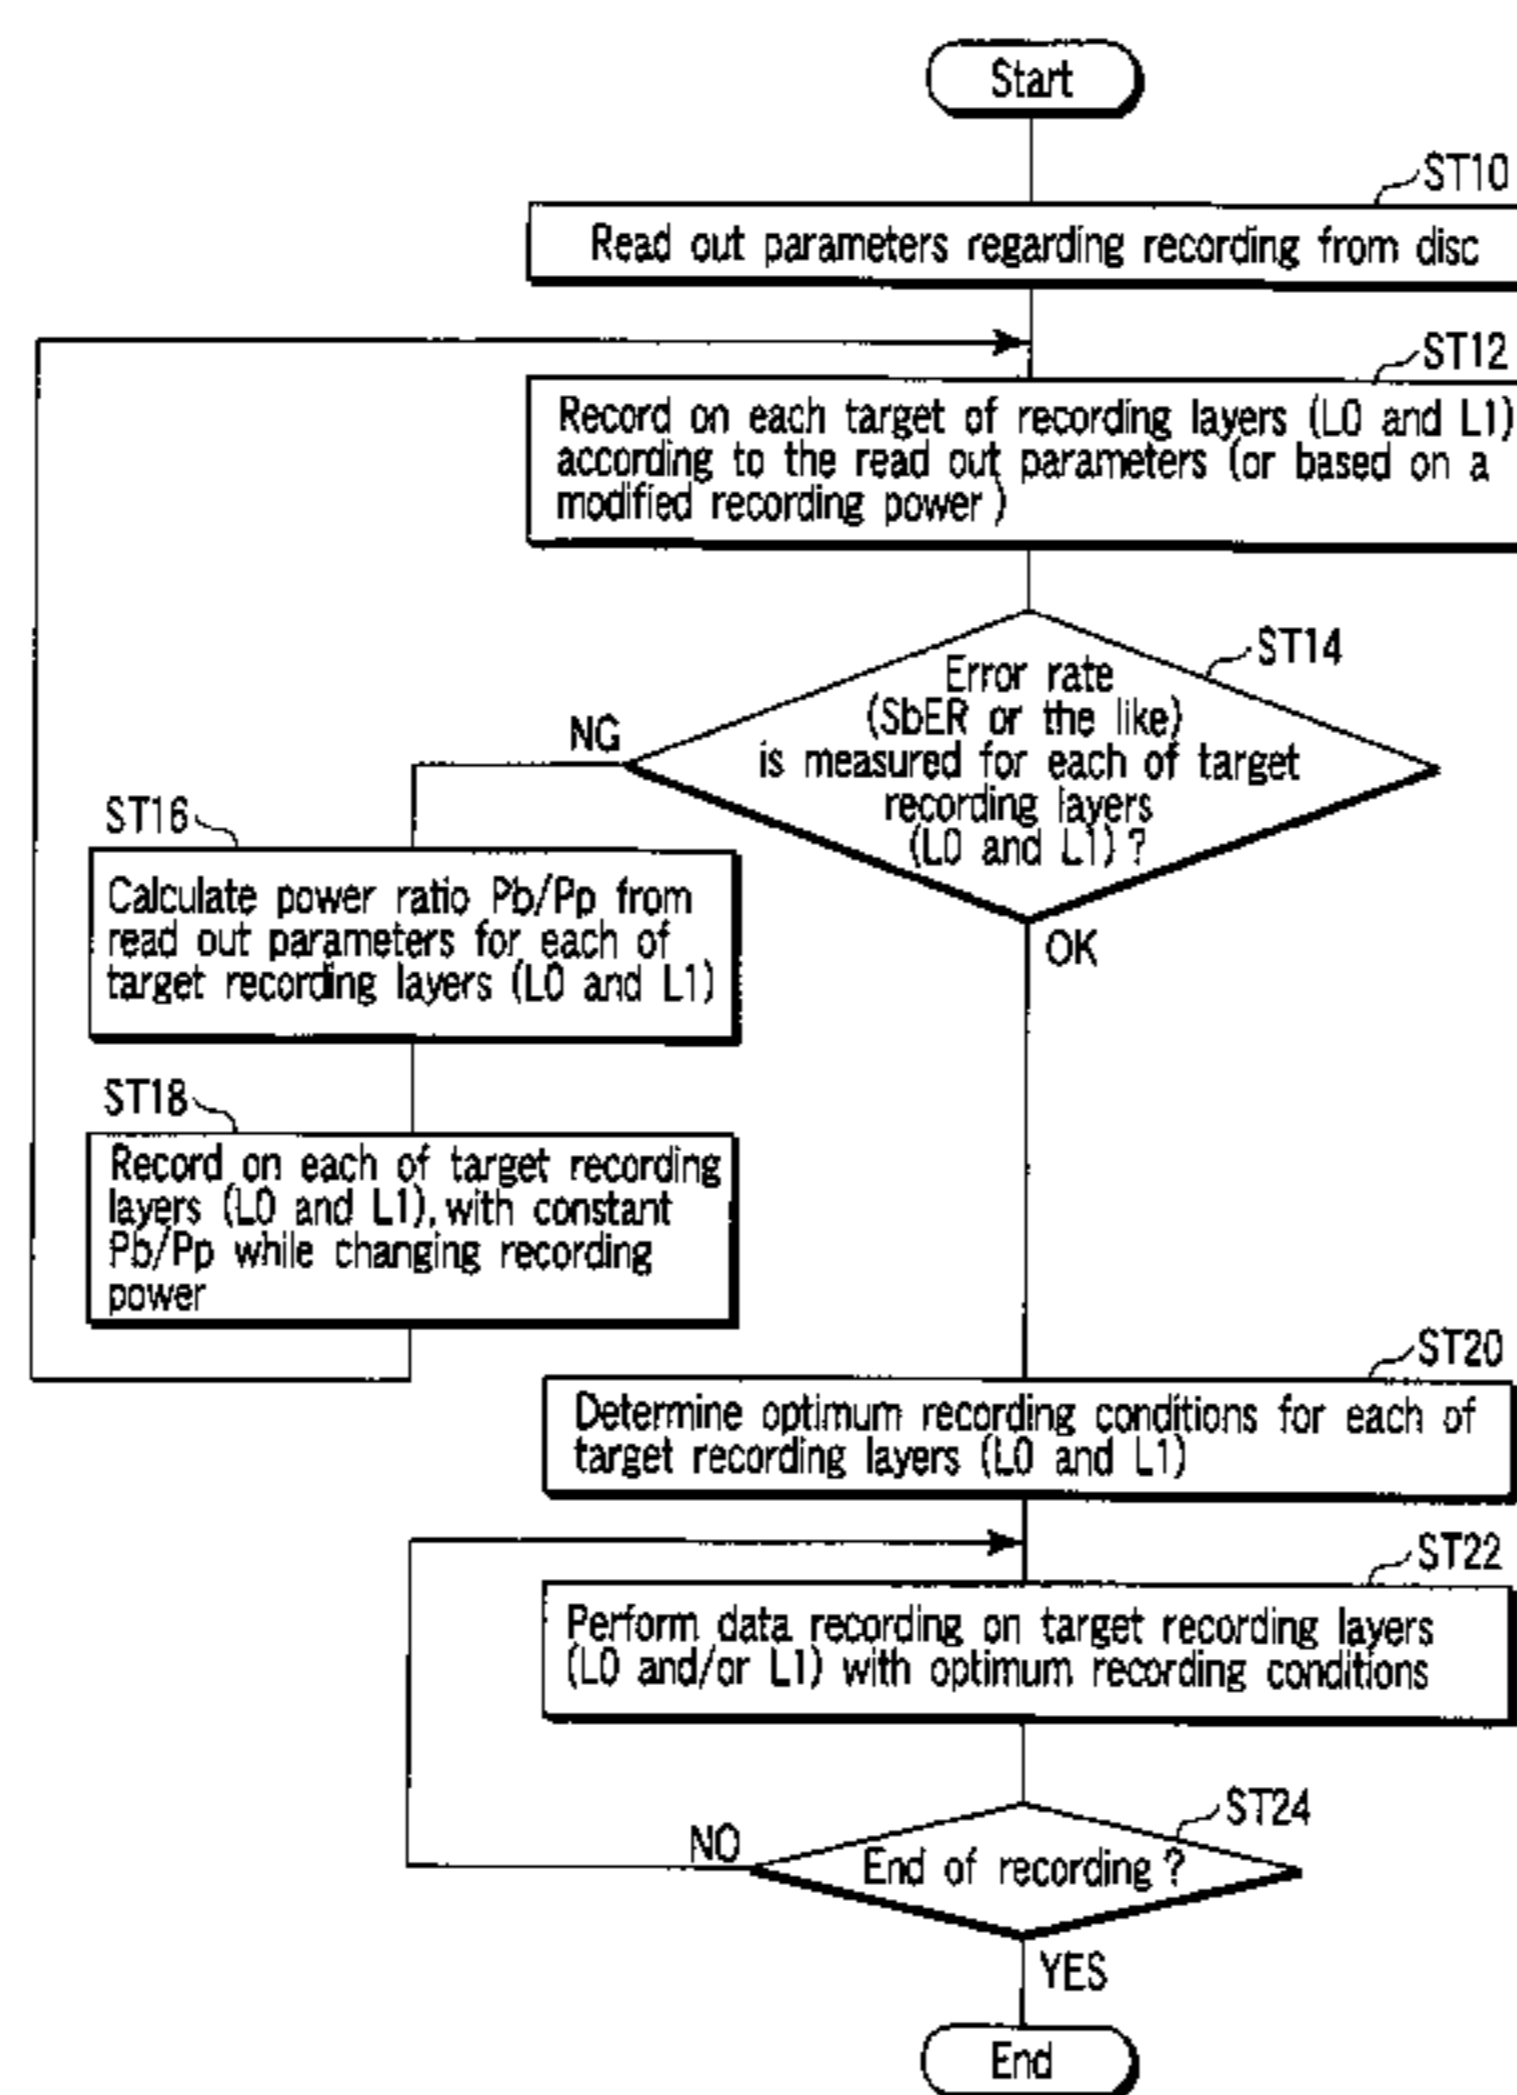 Start
ST10
Read out parameters regarding recording from disc
ST12
Record on each target of recording layers (L0 and L1)
according to the read out parameters (or based on a
modified recording power)
ST14
Error rate
(SbER or the like)
is measured for each of target
recording layers
(L0 and L1)?
NG
OK
ST16
Calculate power ratio Pb/Pp from
read out parameters for each of
target recording layers (L0 and L1)
ST18
Record on each of target recording
layers (L0 and L1), with constant
Pb/Pp while changing recording
power
ST20
Determine optimum recording conditions for each of
target recording layers (L0 and L1)
ST22
Perform data recording on target recording layers
(L0 and/or L1) with optimum recording conditions
ST24
End of recording?
NO
YES
End